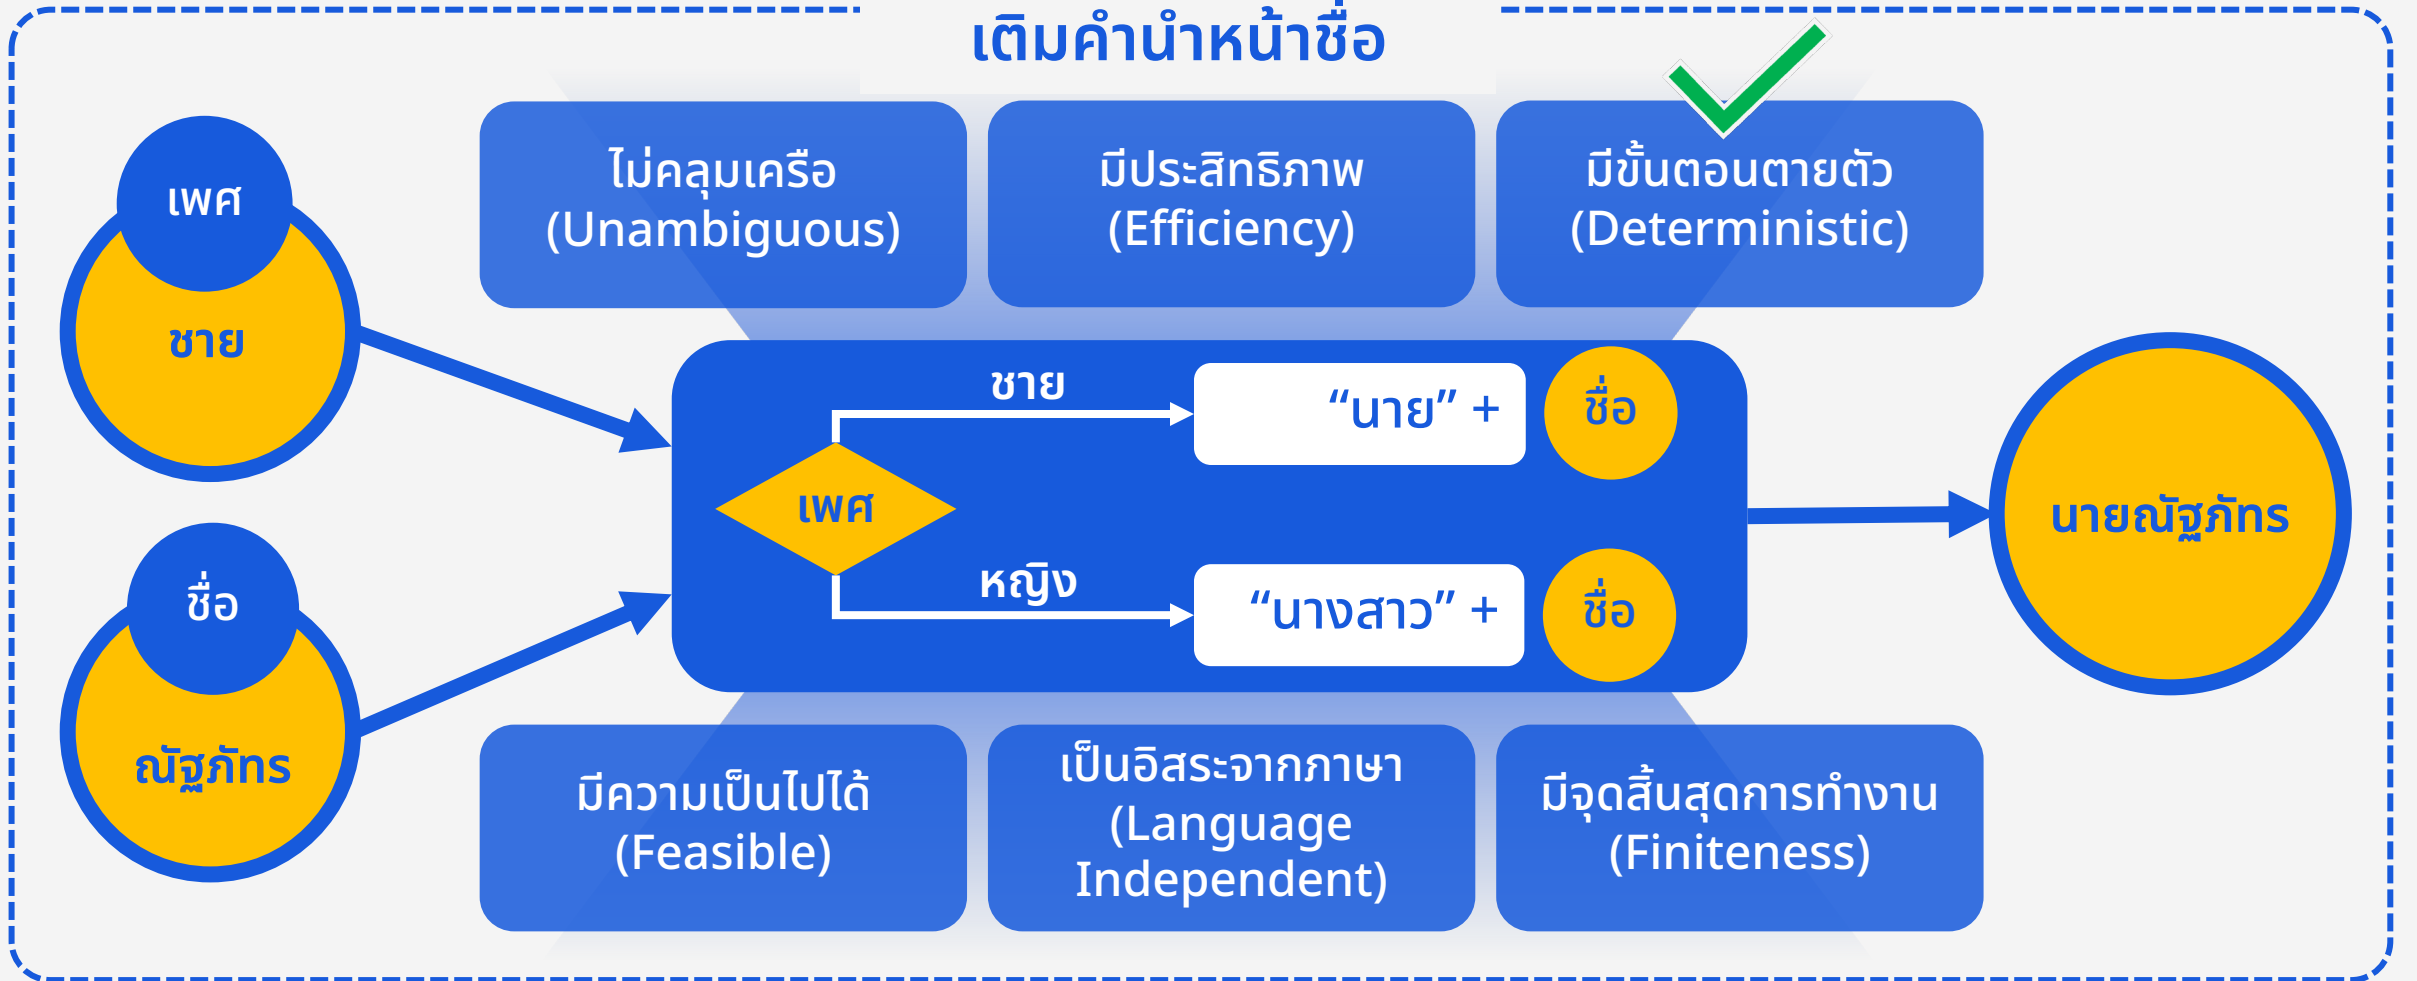 เติมคำนำหน้าชื่อ
ไม่คลุมเครือ
(Unambiguous)
มีประสิทธิภาพ
(Efficiency)
มีขั้นตอนตายตัว
(Deterministic)
เพศ
ชาย
ชื่อ
ณัฐภัทร
เพศ
ชาย
“นาย” +
ชื่อ
หญิง
“นางสาว” +
ชื่อ
นายณัฐภัทร
มีความเป็นไปได้
(Feasible)
เป็นอิสระจากภาษา
(Language
Independent)
มีจุดสิ้นสุดการทำงาน
(Finiteness)